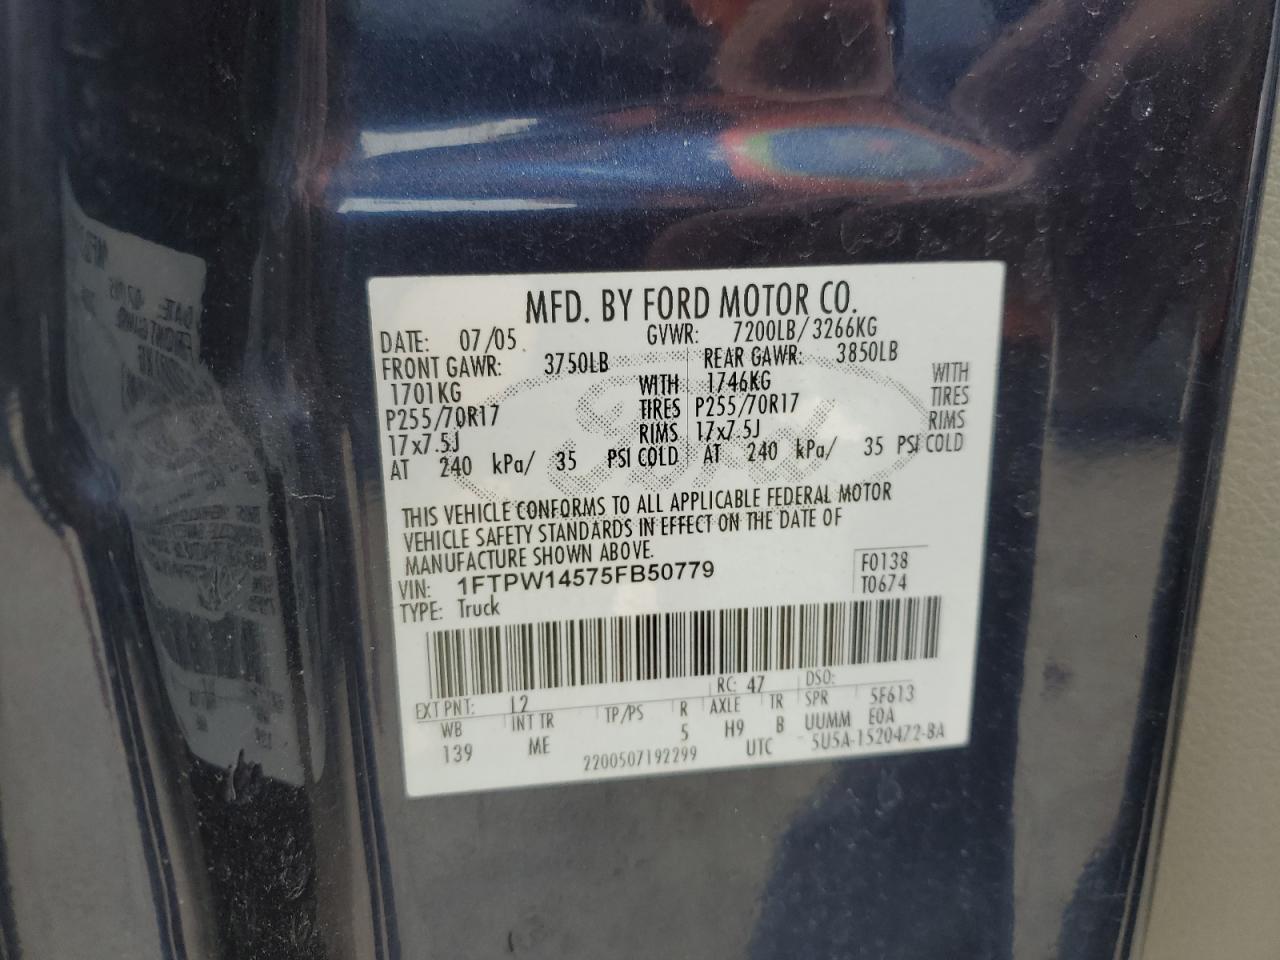 MFD. BY FORD MOTOR CO.
DATE: 07/05 GVWR: 7200LB/3266KG
FRONT GAWR: 3750LB REAR GAWR: 3850LB
1701KG WITH 1746KG WITH
P255/70R17 TIRES P255/70R17 TIRES
17x7.5J RIMS 17x7.5J RIMS
AT 240 kPa/ 35 PSI COLD AT 240 kPa/ 35 PSI COLD
THIS VEHICLE CONFORMS TO ALL APPLICABLE FEDERAL MOTOR
VEHICLE SAFETY STANDARDS IN EFFECT ON THE DATE OF
MANUFACTURE SHOWN ABOVE.
VIN: 1FTPW14575FB50779 F0138
TYPE: Truck T0674
EXT PNT: L2 RC: 47 DSO:
WB INT TR TP/PS R AXLE TR SPR 5F613
139 ME 5 H9 B UUMM E0A
2200507192299 UTC 5U5A-1520472-BA